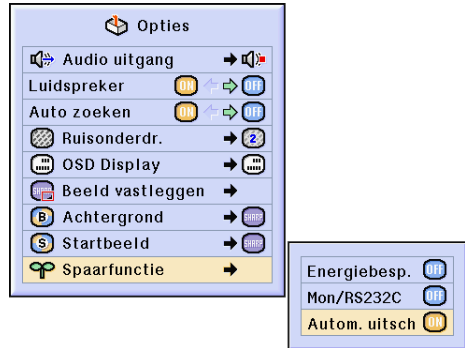 Opties
Audio uitgang
Luidspreker ON OFF
Auto zoeken ON OFF
Ruisonderdr. 2
OSD Display
Beeld vastleggen SHARP
Achtergrond B SHARP
Startbeeld S SHARP
Spaarfunctie
Energiebesp. OFF
Mon/RS232C OFF
Autom. uitsch ON